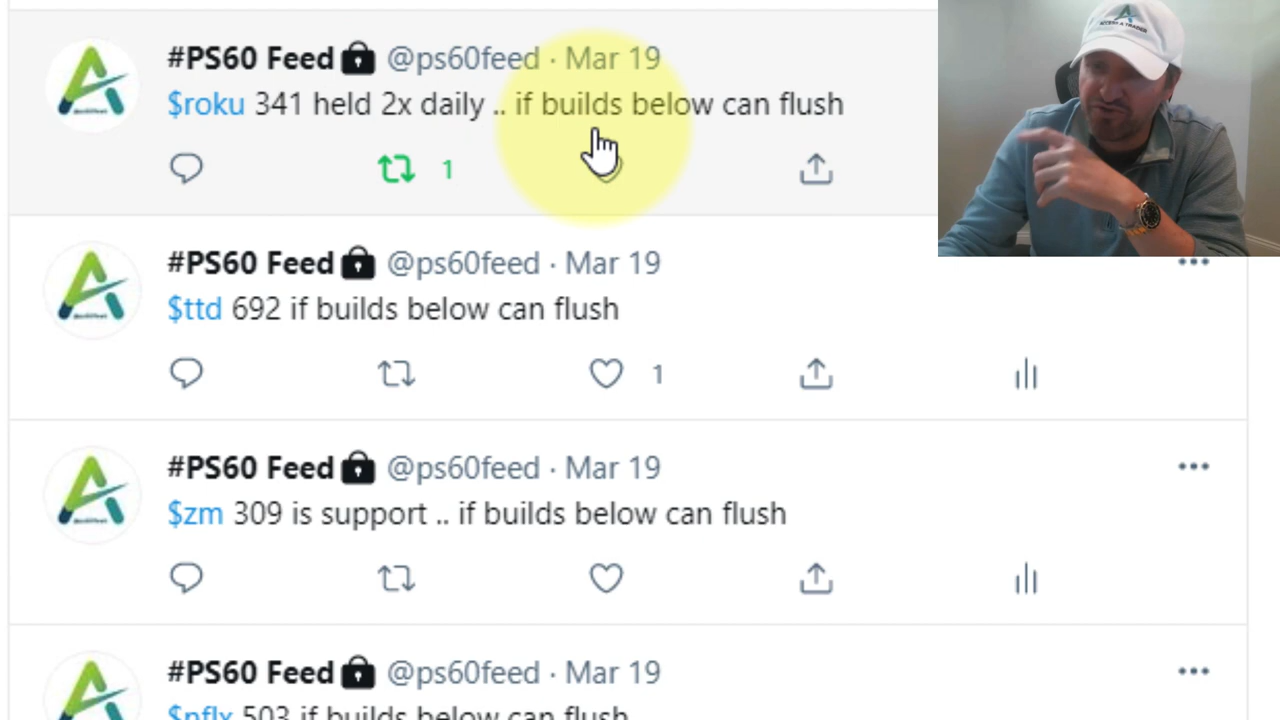 #PS60 Feed @ps60feed · Mar 19
$roku 341 held 2x daily .. if builds below can flush
1
#PS60 Feed @ps60feed · Mar 19
$ttd 692 if builds below can flush
1
#PS60 Feed @ps60feed · Mar 19
$zm 309 is support .. if builds below can flush
#PS60 Feed @ps60feed · Mar 19
$nflx 503 if builds below can flush
ACCESS A TRADER